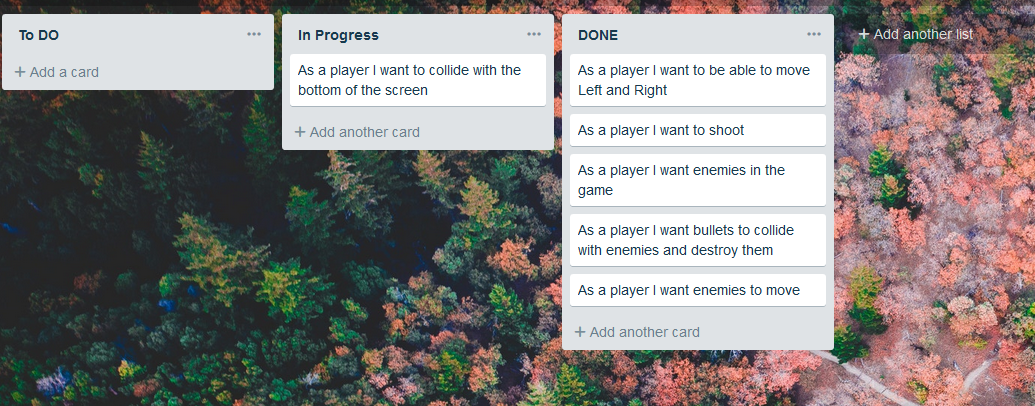 To DO
+ Add a card
In Progress
As a player I want to collide with the
bottom of the screen
+ Add another card
DONE
As a player I want to be able to move
Left and Right
As a player I want to shoot
As a player I want enemies in the
game
As a player I want bullets to collide
with enemies and destroy them
As a player I want enemies to move
+ Add another card
+ Add another list